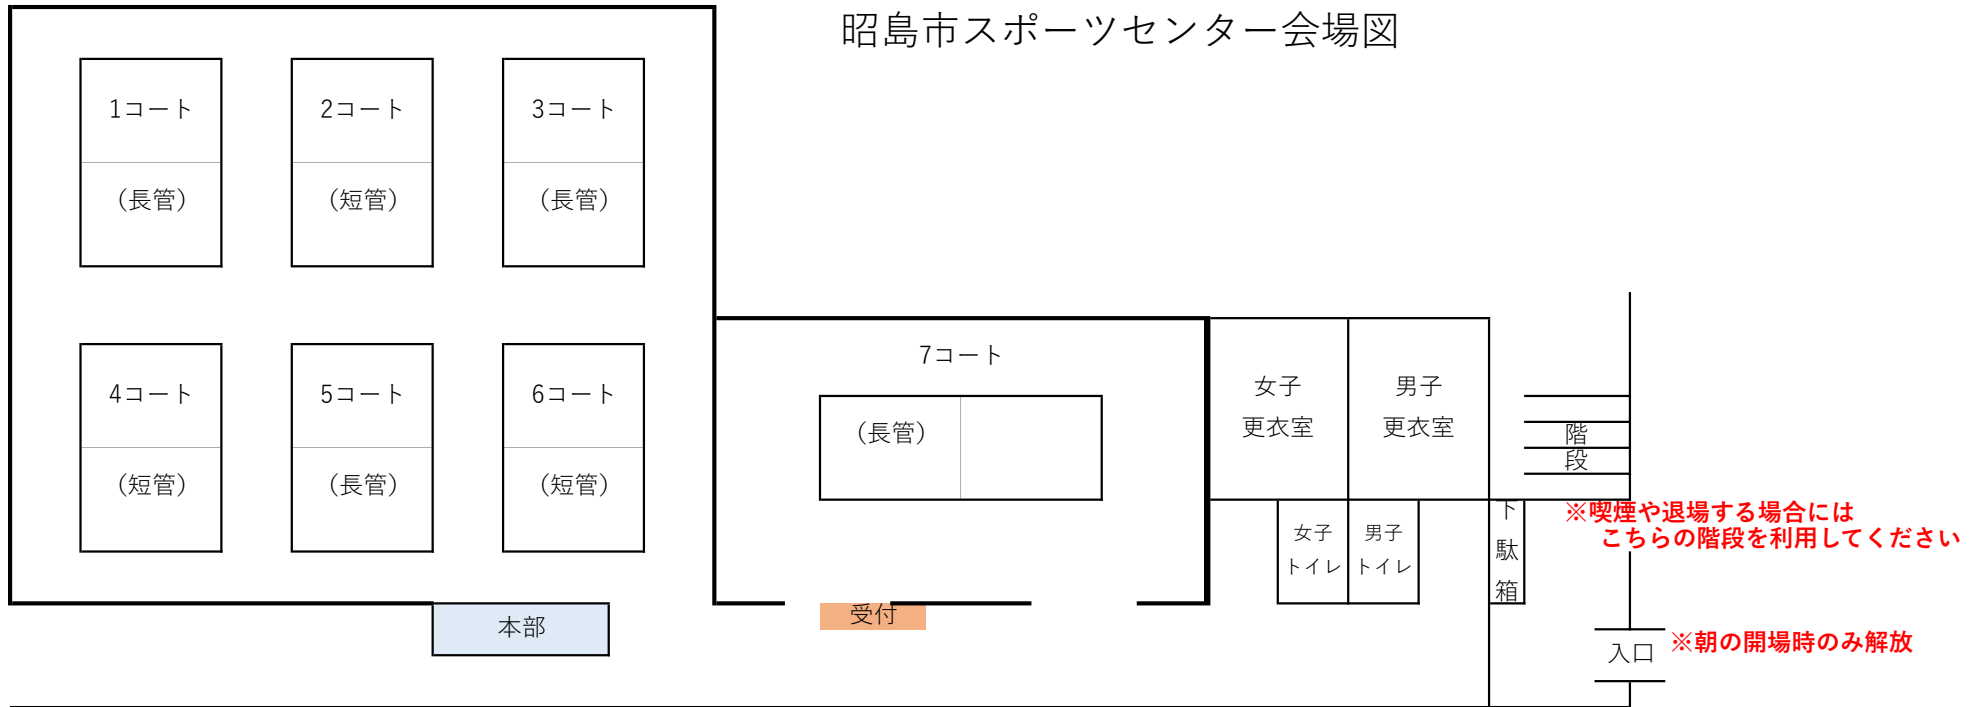 昭島市スポーツセンター会場図
1コート
2コート
3コート
（長管）
（短管）
（長管）
4コート
5コート
6コート
（短管）
（長管）
（短管）
7コート
（長管）
女子
更衣室
男子
更衣室
階
段
女子
トイレ
男子
トイレ
下
駄
箱
※喫煙や退場する場合には
こちらの階段を利用してください
本部
受付
入口
※朝の開場時のみ解放